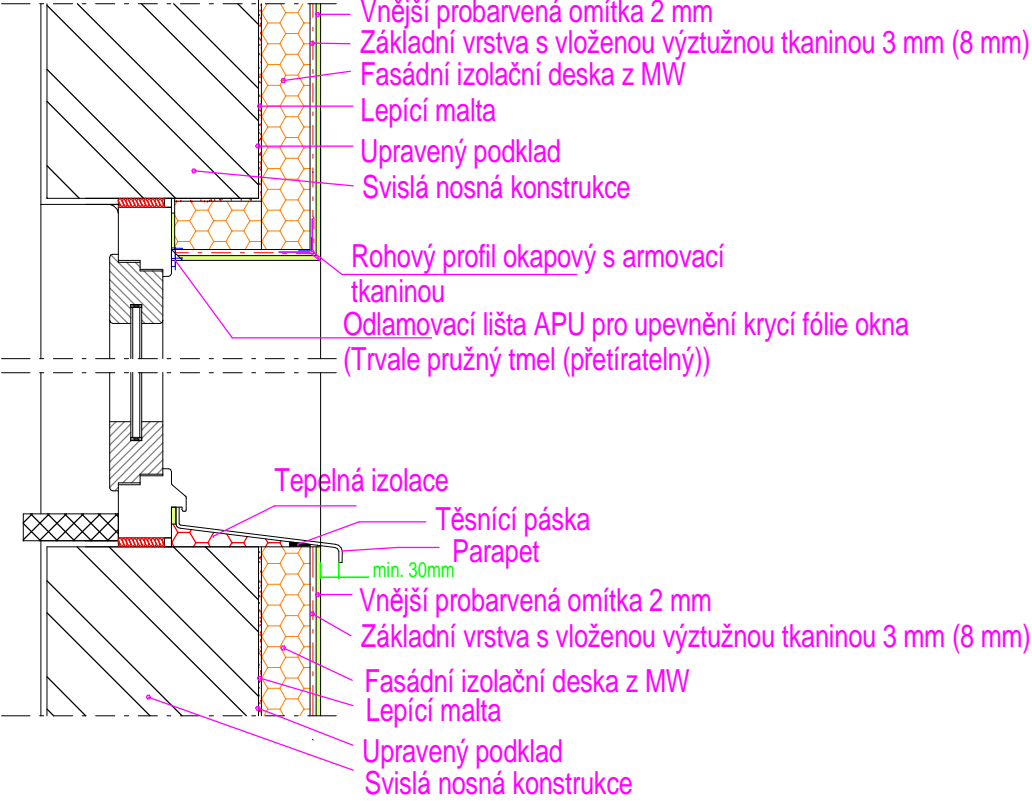 Vnější probarvená omítka 2 mm
Základní vrstva s vloženou výztužnou tkaninou 3 mm (8 mm)
Fasádní izolační deska z MW
Lepící malta
Upravený podklad
Svislá nosná konstrukce
Rohový profil okapový s armovací
tkaninou
Odlamovací lišta APU pro upevnění krycí fólie okna
(Trvale pružný tmel (přetíratelný))
Tepelná izolace
Těsnící páska
Parapet
min. 30mm
Vnější probarvená omítka 2 mm
Základní vrstva s vloženou výztužnou tkaninou 3 mm (8 mm)
Fasádní izolační deska z MW
Lepící malta
Upravený podklad
Svislá nosná konstrukce